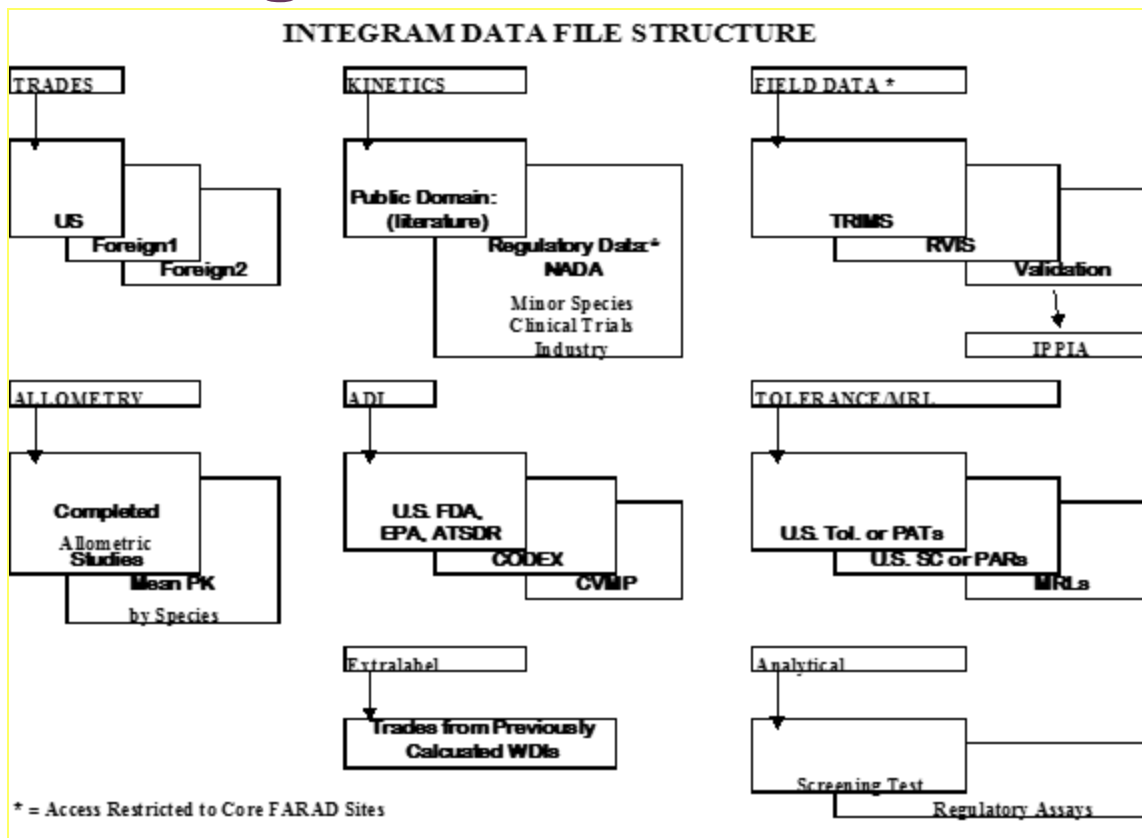 INTEGRAM DATA FILE STRUCTURE
TRADES
US
Foreign1
Foreign2
KINETICS
Public Domain:
(literature)
Regulatory Data:*
NADA
Minor Species
Clinical Trials
Industry
FIELD DATA *
TRIMS
RVIS
Validation
IPPIA
ALLOMETRY
Completed
Allometric
Studies
Mean PK
by Species
ADI
U.S. FDA,
EPA, ATSDR
CODEX
CVMP
TOLERANCE/MRL
U.S. Tol. or PATs
U.S. SC or PARs
MRLs
Extralabel
Trades from Previously
Calcuated WDIs
Analytical
Screening Test
Regulatory Assays
* = Access Restricted to Core FARAD Sites